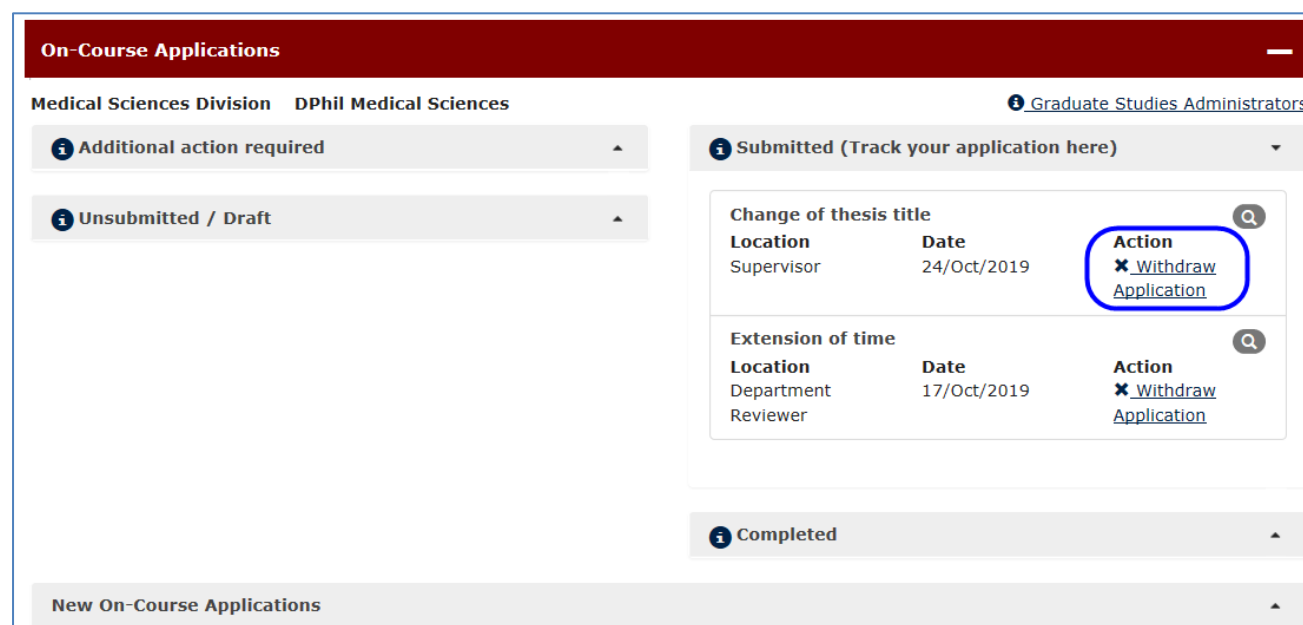 On-Course Applications
Medical Sciences Division DPhil Medical Sciences
Graduate Studies Administrators
Additional action required
Unsubmitted / Draft
Submitted (Track your application here)
Change of thesis title
Location Date Action
Supervisor 24/Oct/2019 Withdraw
Application
Extension of time
Location Date Action
Department 17/Oct/2019 Withdraw
Reviewer Application
Completed
New On-Course Applications